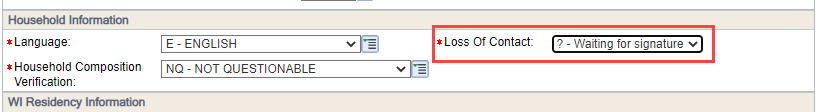 Household Information
*Language: E - ENGLISH *Loss Of Contact: ? - Waiting for signature
*Household Composition
Verification: NQ - NOT QUESTIONABLE
WI Residency Information